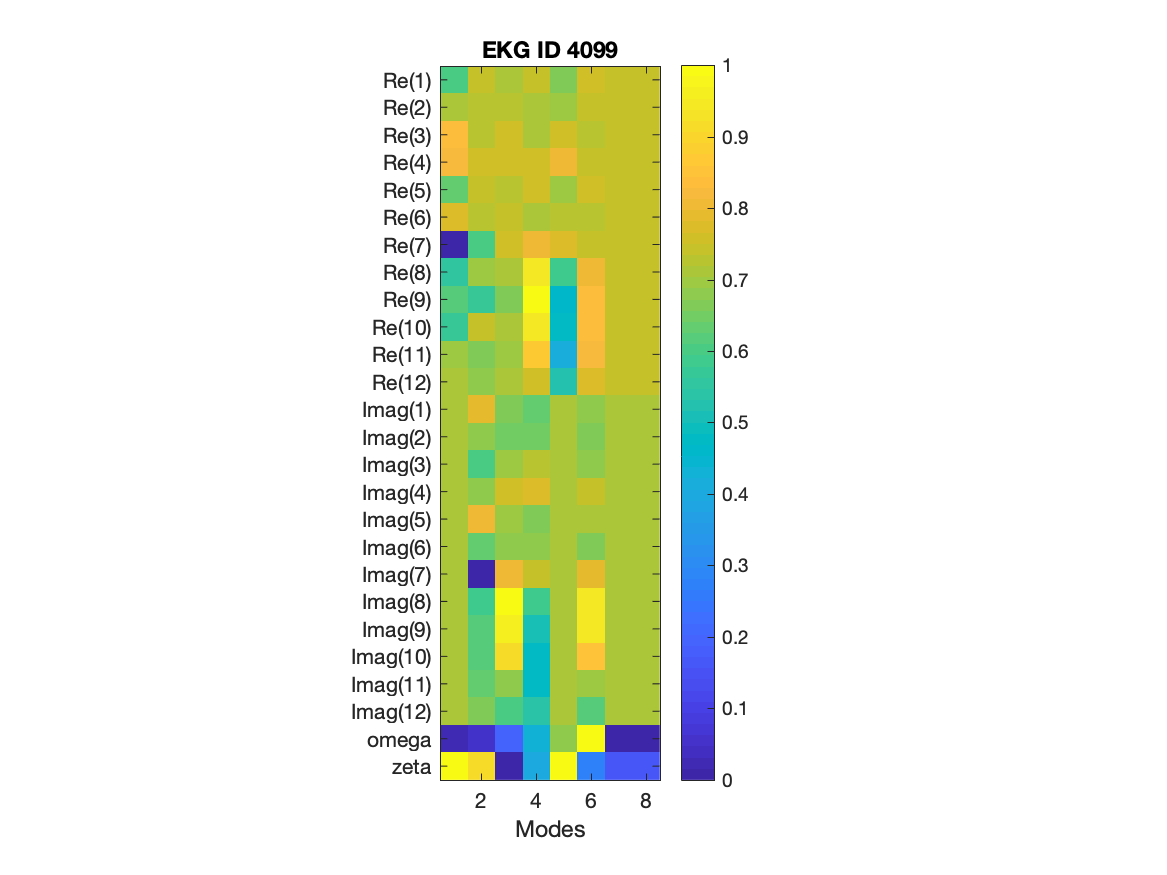 EKG ID 4099
Re(1)
Re(2)
Re(3)
Re(4)
Re(5)
Re(6)
Re(7)
Re(8)
Re(9)
Re(10)
Re(11)
Re(12)
Imag(1)
Imag(2)
Imag(3)
Imag(4)
Imag(5)
Imag(6)
Imag(7)
Imag(8)
Imag(9)
Imag(10)
Imag(11)
Imag(12)
omega
zeta
2 4 6 8
Modes
1
0.9
0.8
0.7
0.6
0.5
0.4
0.3
0.2
0.1
0